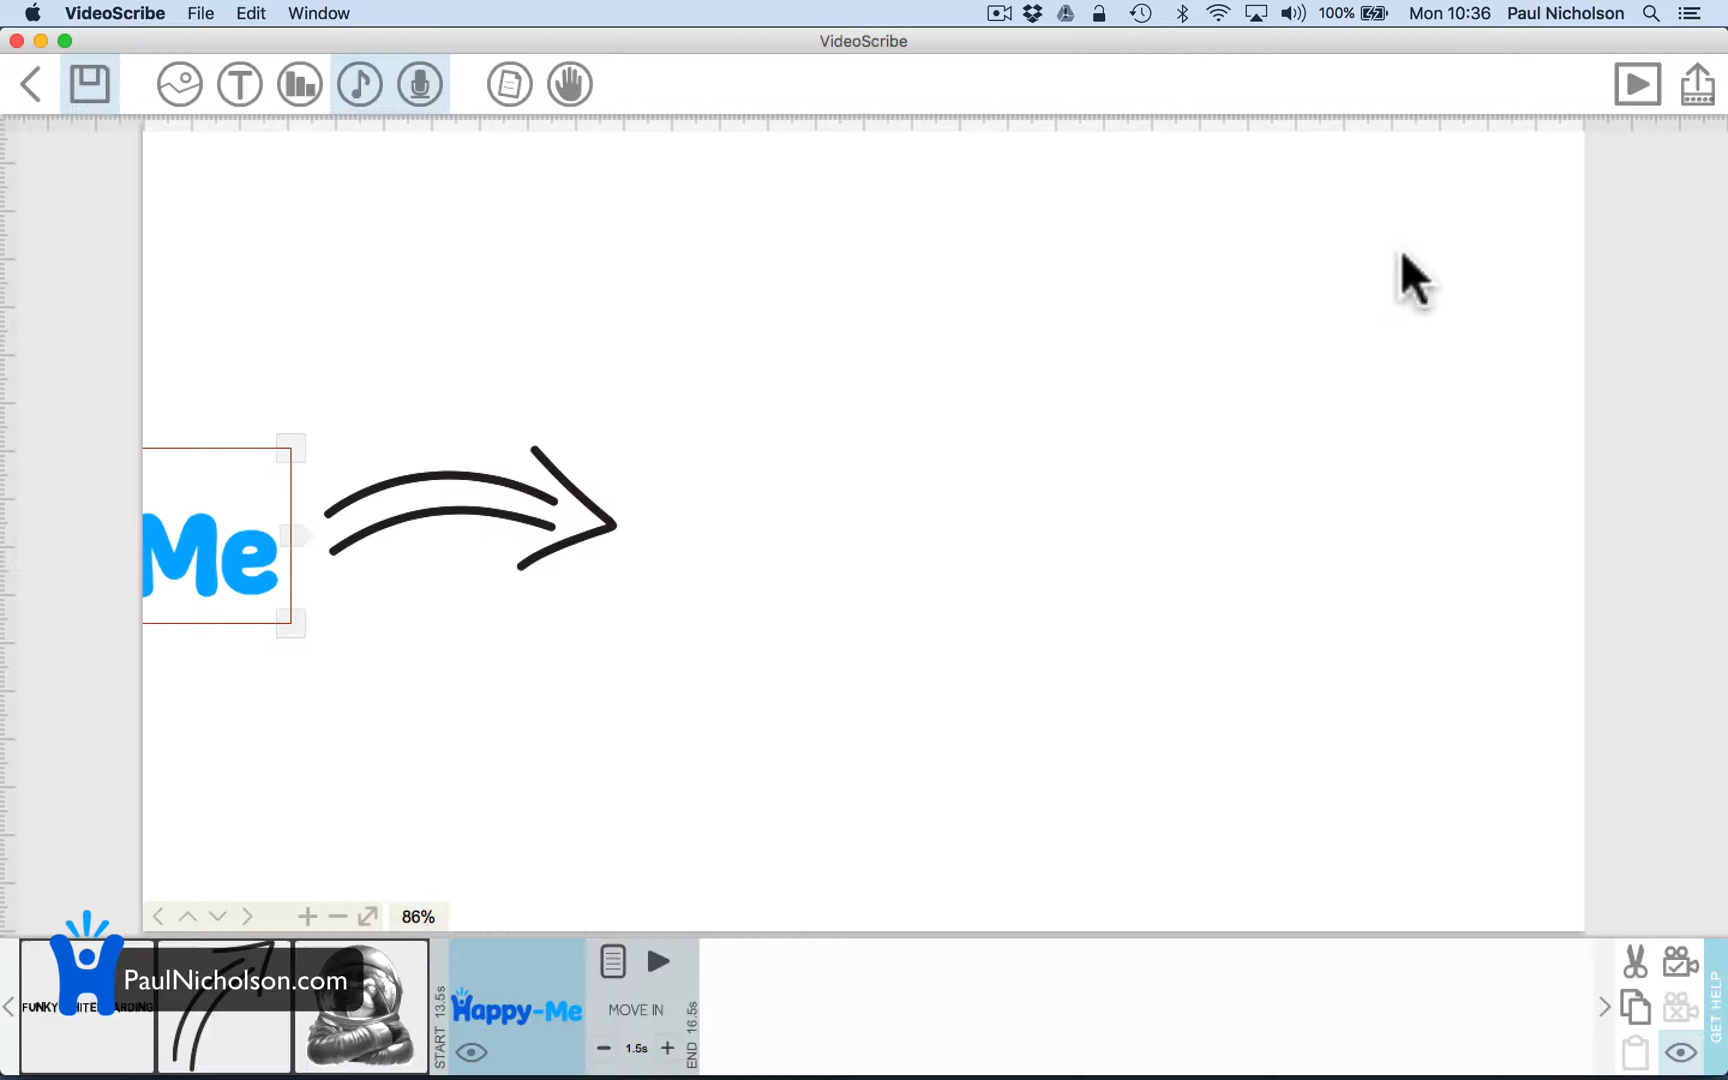 VideoScribe File Edit Window 100% Mon 10:36 Paul Nicholson
VideoScribe
T
Me
86%
PaulNicholson.com
START 13.5s
Happy-Me
MOVE IN
1.5s
END 16.5s
GET HELP